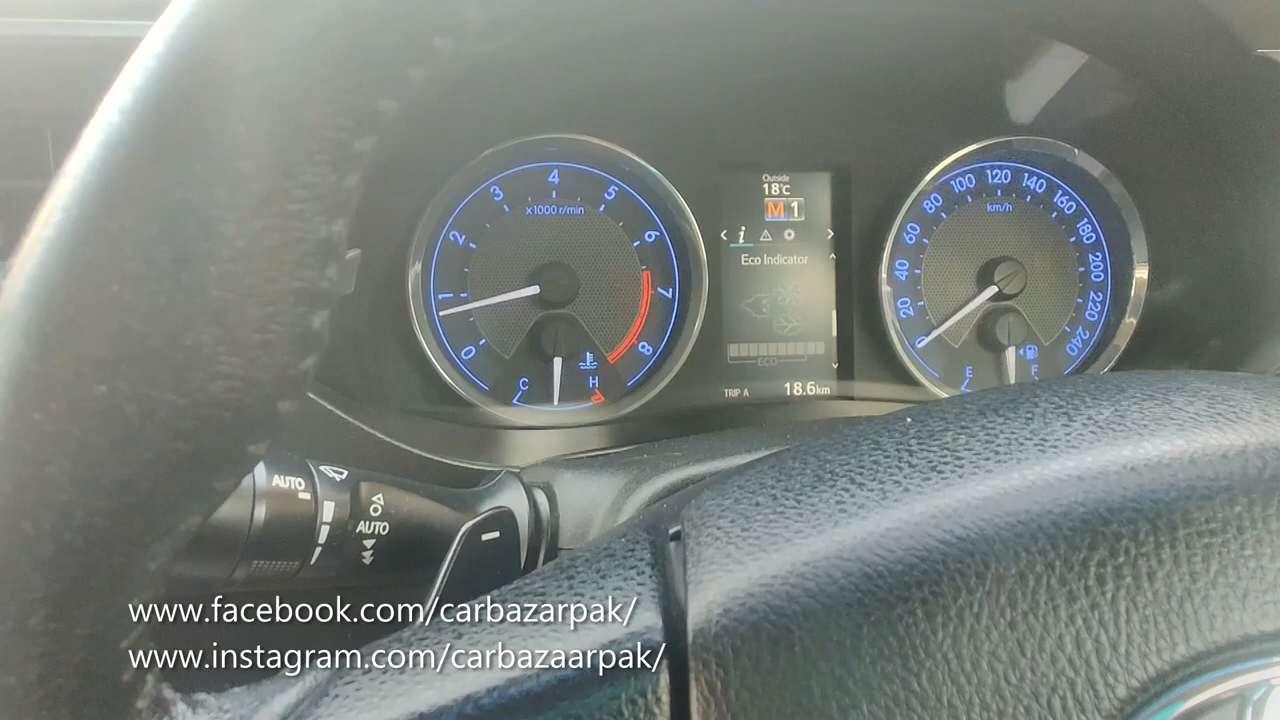 0
1
2
3
4
5
6
7
8
x1000 r/min
C
H
Outside
18°C
M 1
i
Eco Indicator
ECO
TRIP A 18.6km
0
20
40
60
80
100
120
140
160
180
200
220
240
km/h
E
F
AUTO
AUTO
www.facebook.com/carbazarpak/
www.instagram.com/carbazaarpak/